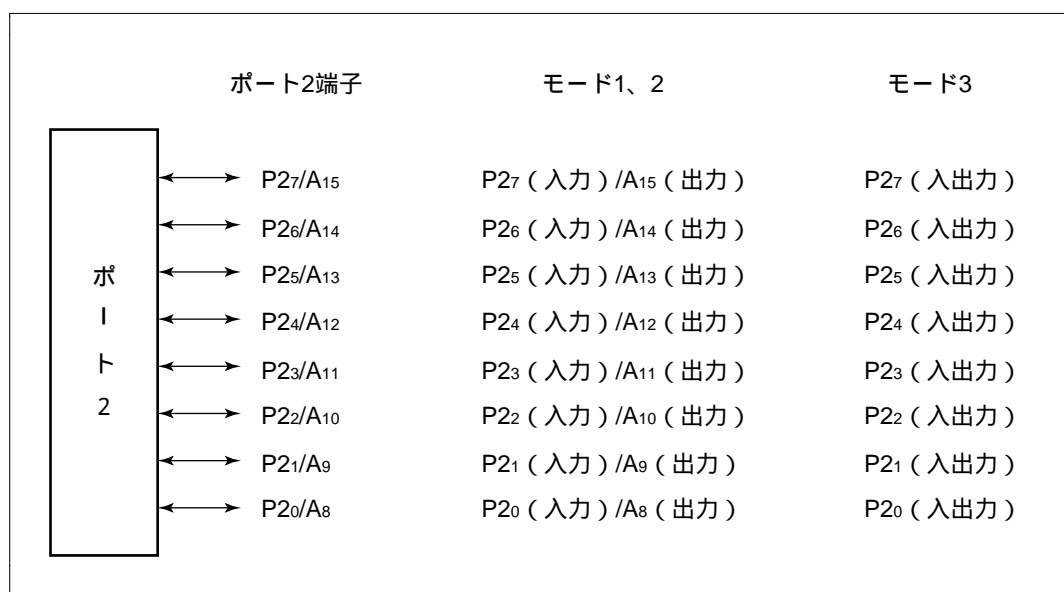 ポート2端子 モード1、2 モード3
ポート2
P27/A15 P27(入力)/A15(出力) P27(入出力)
P26/A14 P26(入力)/A14(出力) P26(入出力)
P25/A13 P25(入力)/A13(出力) P25(入出力)
P24/A12 P24(入力)/A12(出力) P24(入出力)
P23/A11 P23(入力)/A11(出力) P23(入出力)
P22/A10 P22(入力)/A10(出力) P22(入出力)
P21/A9 P21(入力)/A9(出力) P21(入出力)
P20/A8 P20(入力)/A8(出力) P20(入出力)